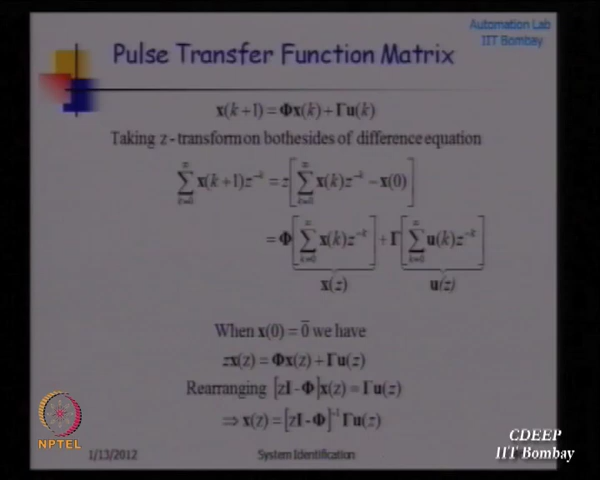 Automation Lab
IIT Bombay
Pulse Transfer Function Matrix
x(k+1) = Φx(k) + Γu(k)
Taking z-transform on both sides of difference equation
∑_{k=0}^{∞} x(k+1)z^{-k} = z[∑_{k=0}^{∞} x(k)z^{-k} - x(0)]
= Φ[∑_{k=0}^{∞} x(k)z^{-k}] + Γ[∑_{k=0}^{∞} u(k)z^{-k}]
x(z) u(z)
When x(0) = 0̄ we have
zx(z) = Φx(z) + Γu(z)
Rearranging [zI - Φ]x(z) = Γu(z)
⇒ x(z) = [zI - Φ]^{-1} Γu(z)
NPTEL
1/13/2012
System Identification
CDEEP
IIT Bombay